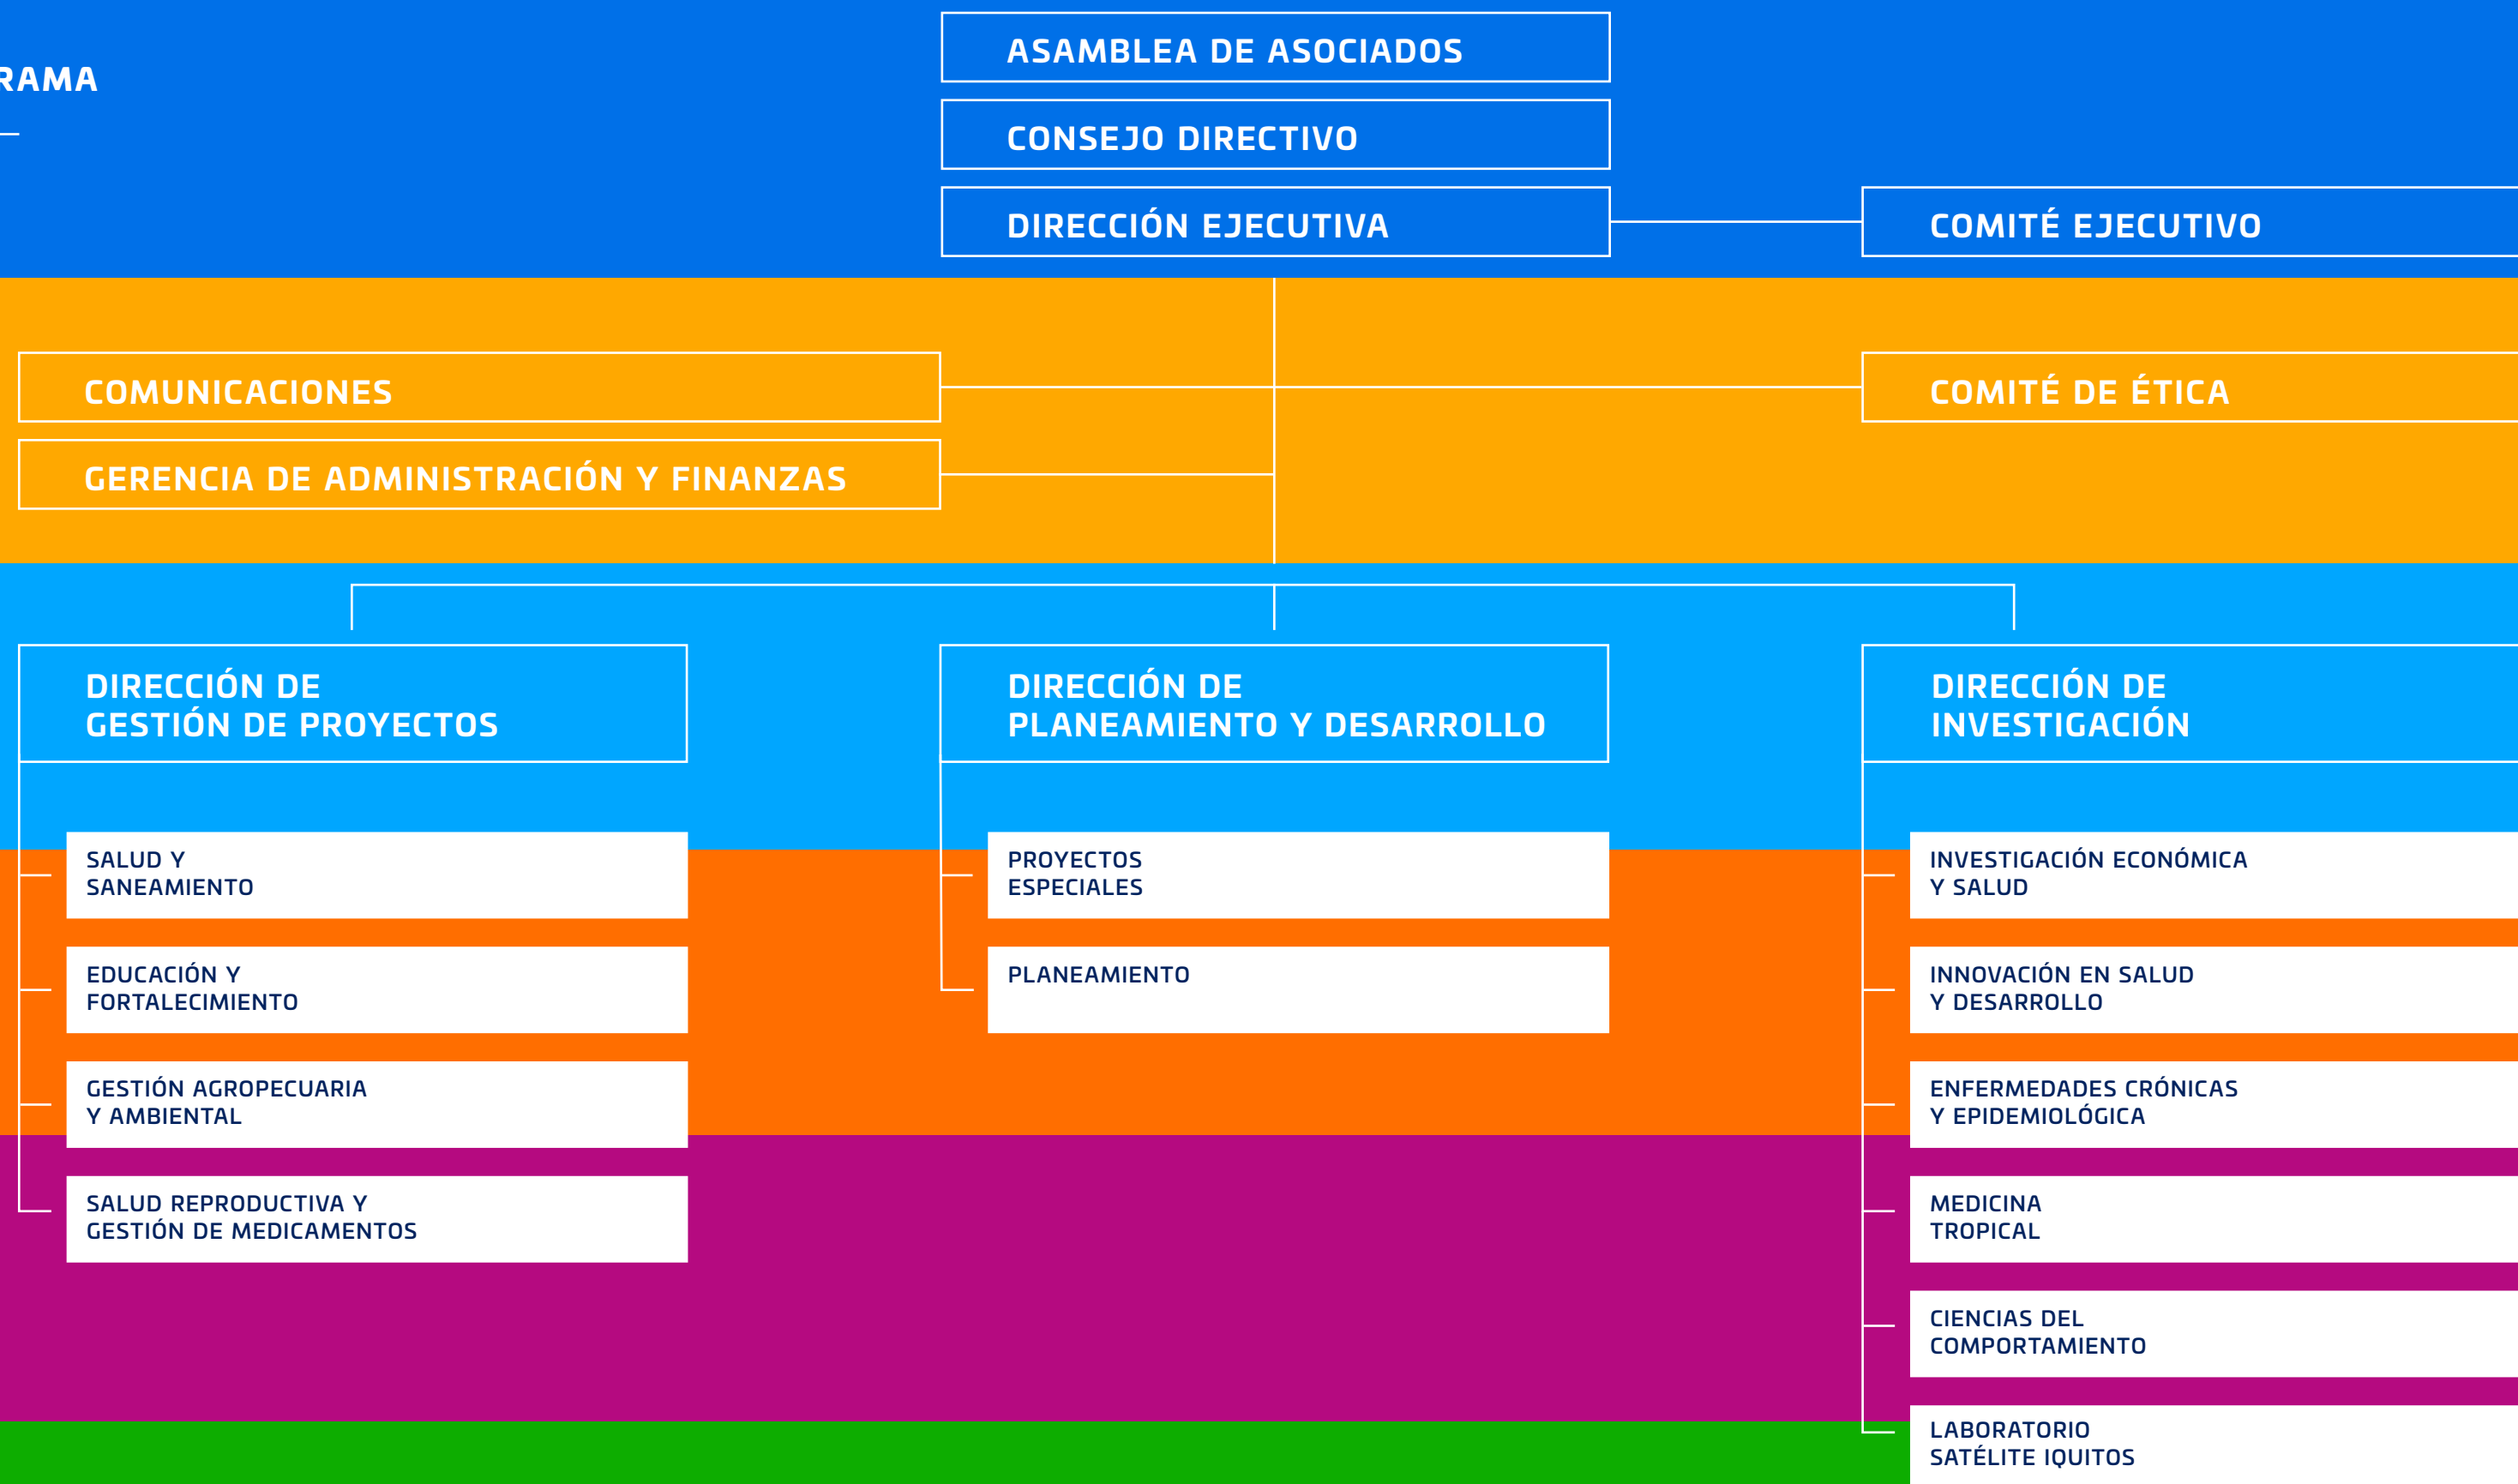 RAMA
ASAMBLEA DE ASOCIADOS
CONSEJO DIRECTIVO
DIRECCIÓN EJECUTIVA
COMITÉ EJECUTIVO
COMUNICACIONES
COMITÉ DE ÉTICA
GERENCIA DE ADMINISTRACIÓN Y FINANZAS
DIRECCIÓN DE
GESTIÓN DE PROYECTOS
SALUD Y
SANEAMIENTO
EDUCACIÓN Y
FORTALECIMIENTO
GESTIÓN AGROPECUARIA
Y AMBIENTAL
SALUD REPRODUCTIVA Y
GESTIÓN DE MEDICAMENTOS
DIRECCIÓN DE
PLANEAMIENTO Y DESARROLLO
PROYECTOS
ESPECIALES
PLANEAMIENTO
DIRECCIÓN DE
INVESTIGACIÓN
INVESTIGACIÓN ECONÓMICA
Y SALUD
INNOVACIÓN EN SALUD
Y DESARROLLO
ENFERMEDADES CRÓNICAS
Y EPIDEMIOLÓGICA
MEDICINA
TROPICAL
CIENCIAS DEL
COMPORTAMIENTO
LABORATORIO
SATÉLITE IQUITOS